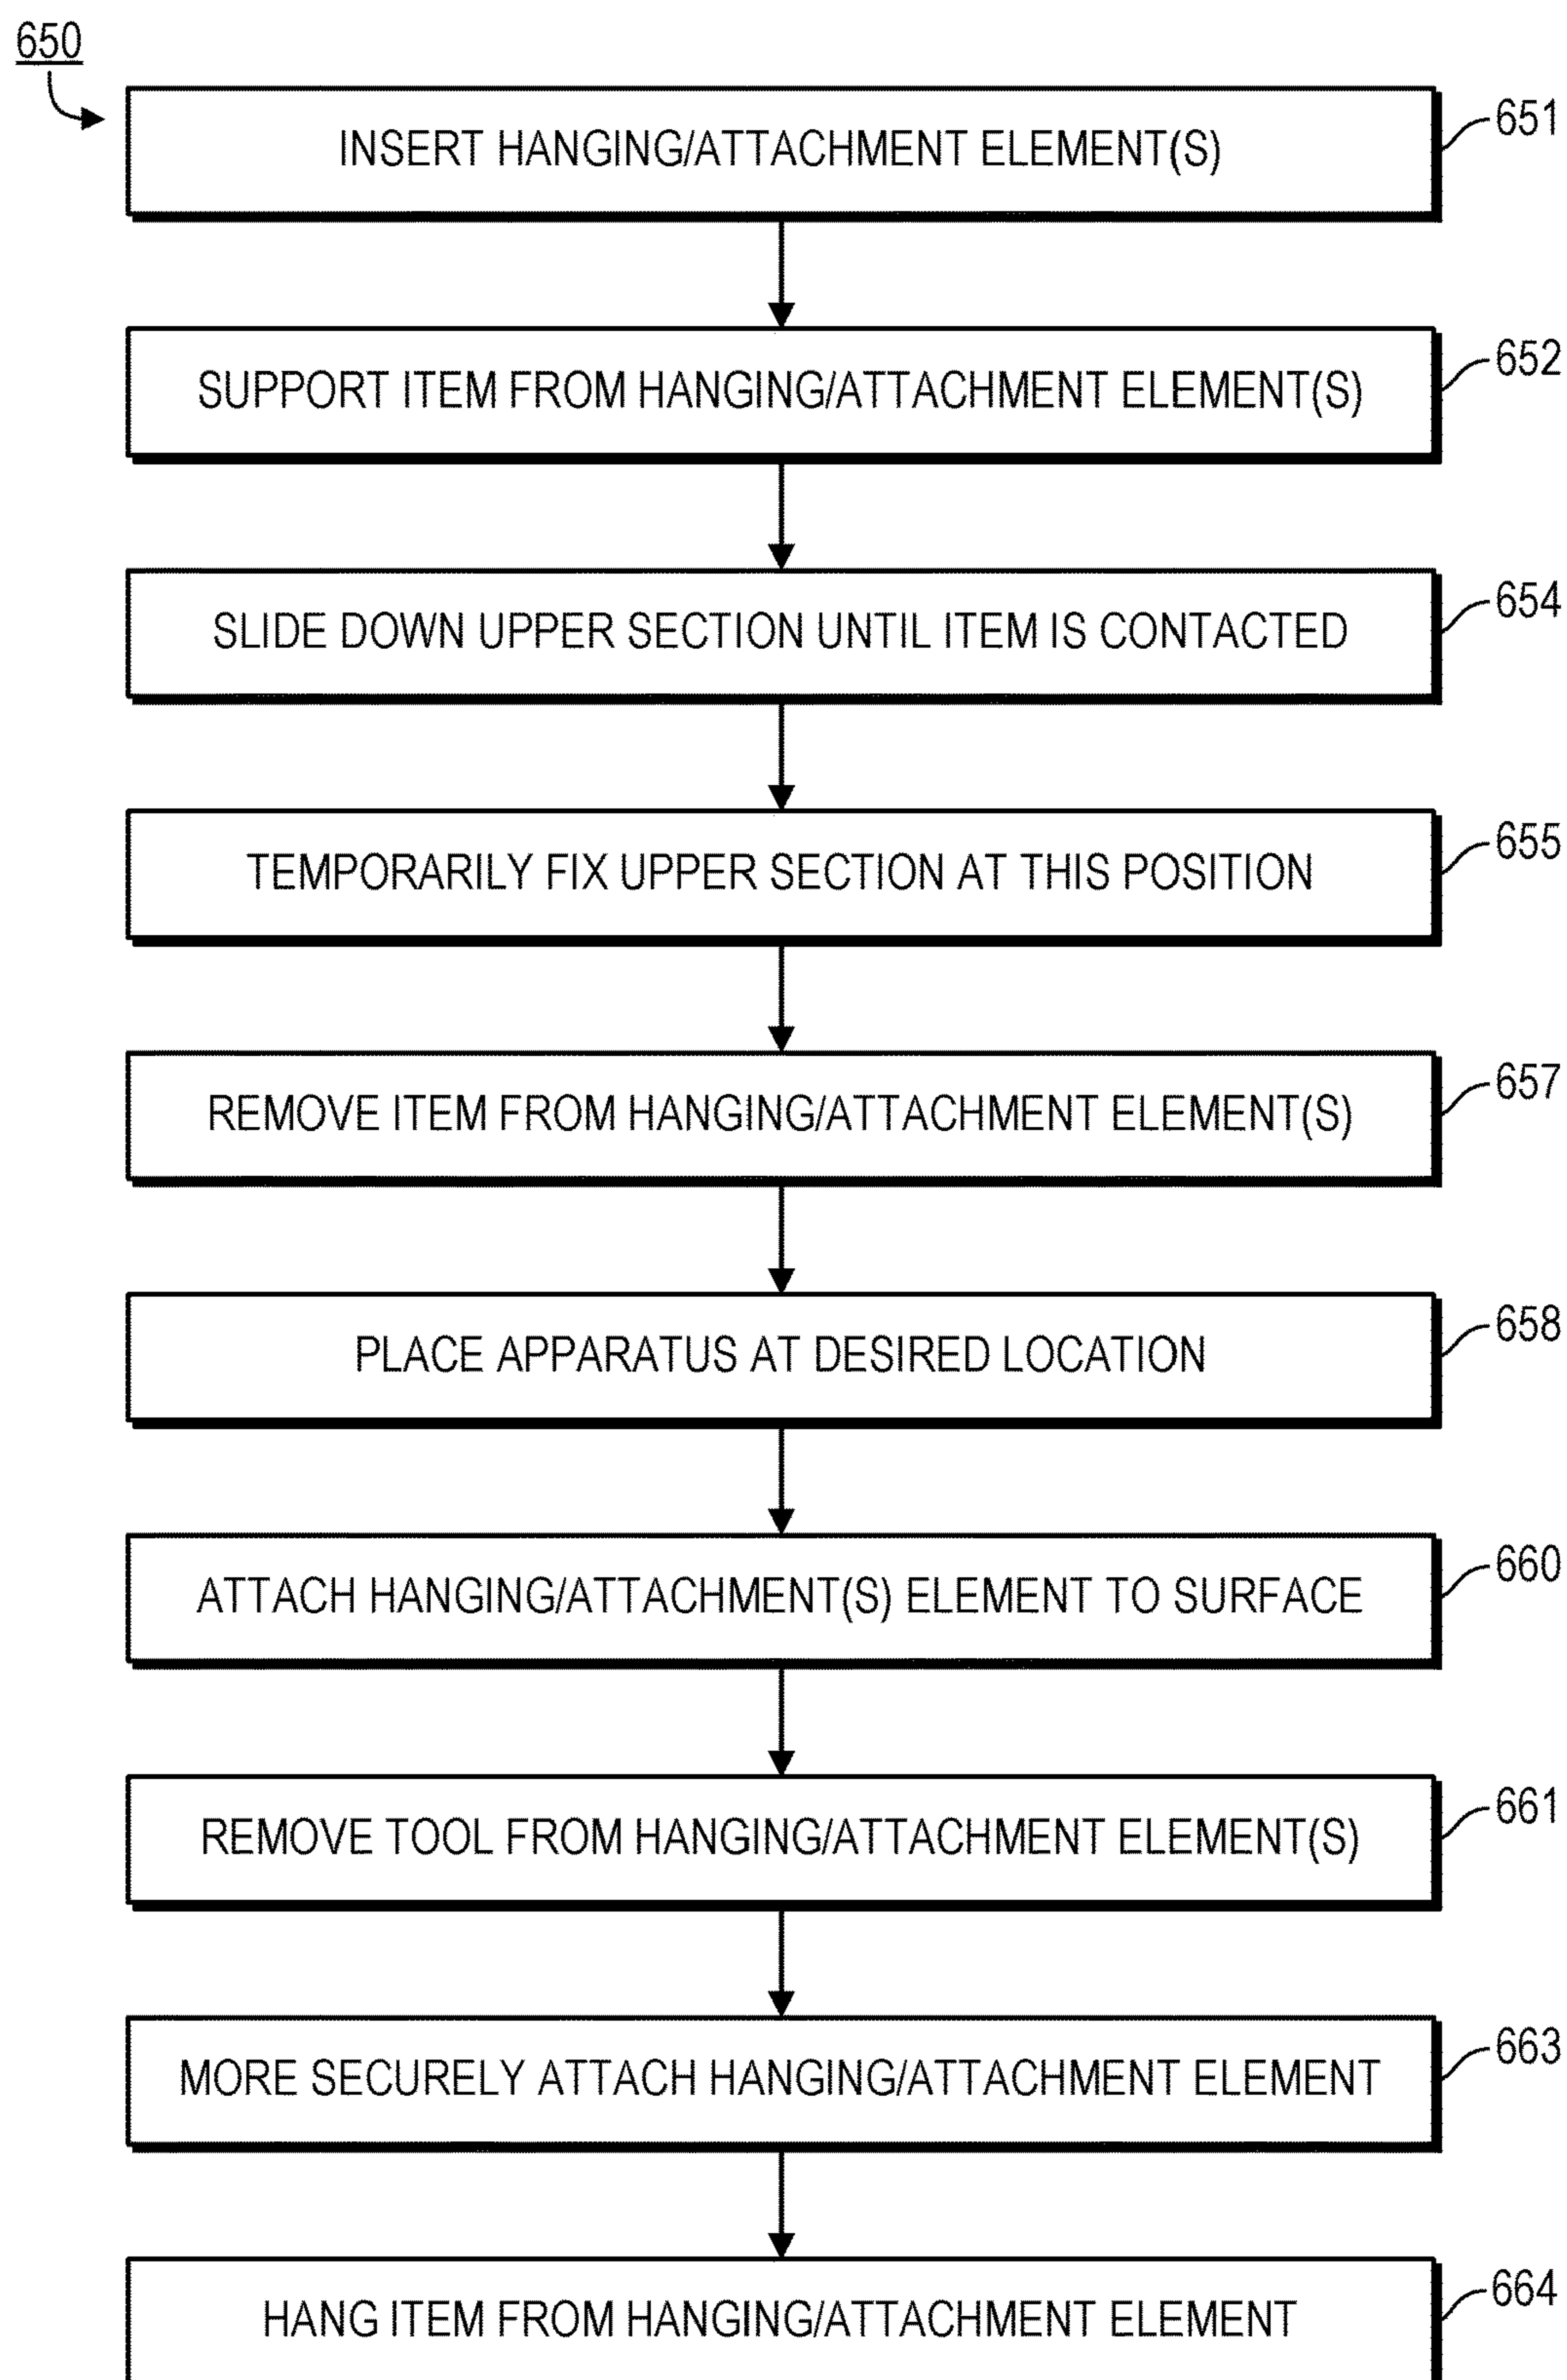 650
INSERT HANGING/ATTACHMENT ELEMENT(S)
651
SUPPORT ITEM FROM HANGING/ATTACHMENT ELEMENT(S)
652
SLIDE DOWN UPPER SECTION UNTIL ITEM IS CONTACTED
654
TEMPORARILY FIX UPPER SECTION AT THIS POSITION
655
REMOVE ITEM FROM HANGING/ATTACHMENT ELEMENT(S)
657
PLACE APPARATUS AT DESIRED LOCATION
658
ATTACH HANGING/ATTACHMENT(S) ELEMENT TO SURFACE
660
REMOVE TOOL FROM HANGING/ATTACHMENT ELEMENT(S)
661
MORE SECURELY ATTACH HANGING/ATTACHMENT ELEMENT
663
HANG ITEM FROM HANGING/ATTACHMENT ELEMENT
664